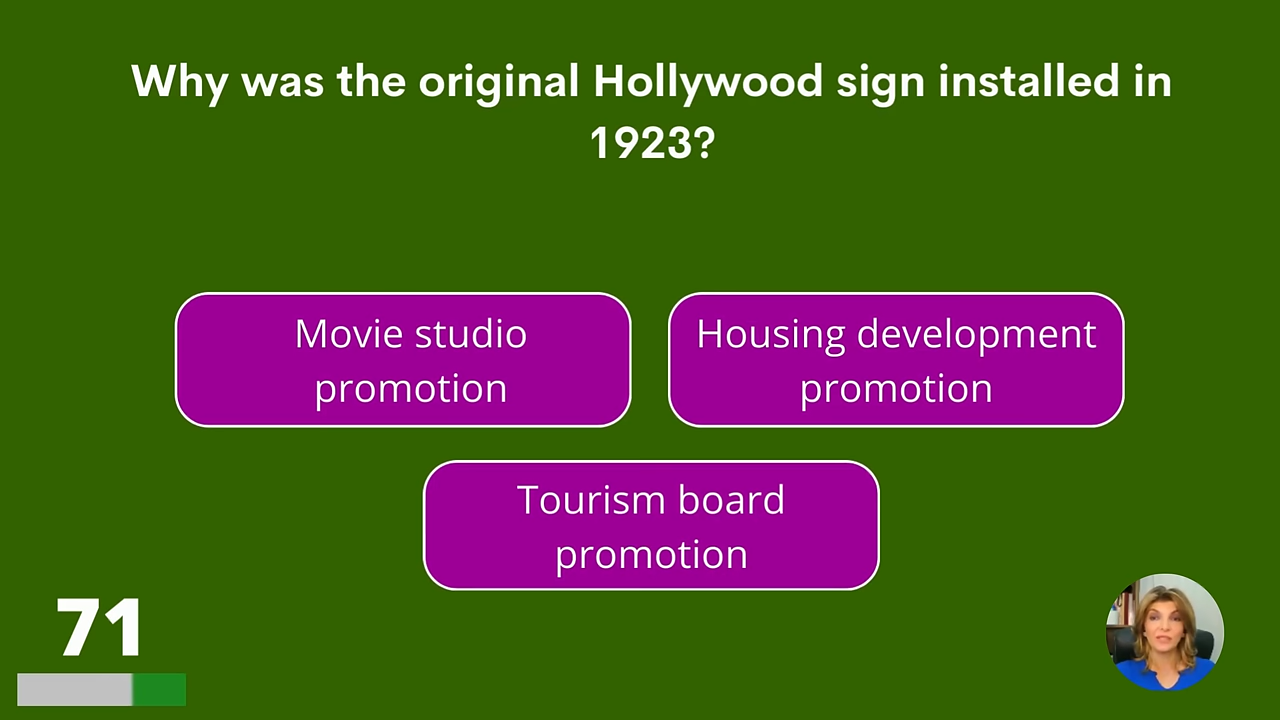 Why was the original Hollywood sign installed in
1923?
Movie studio
promotion
Housing development
promotion
Tourism board
promotion
71